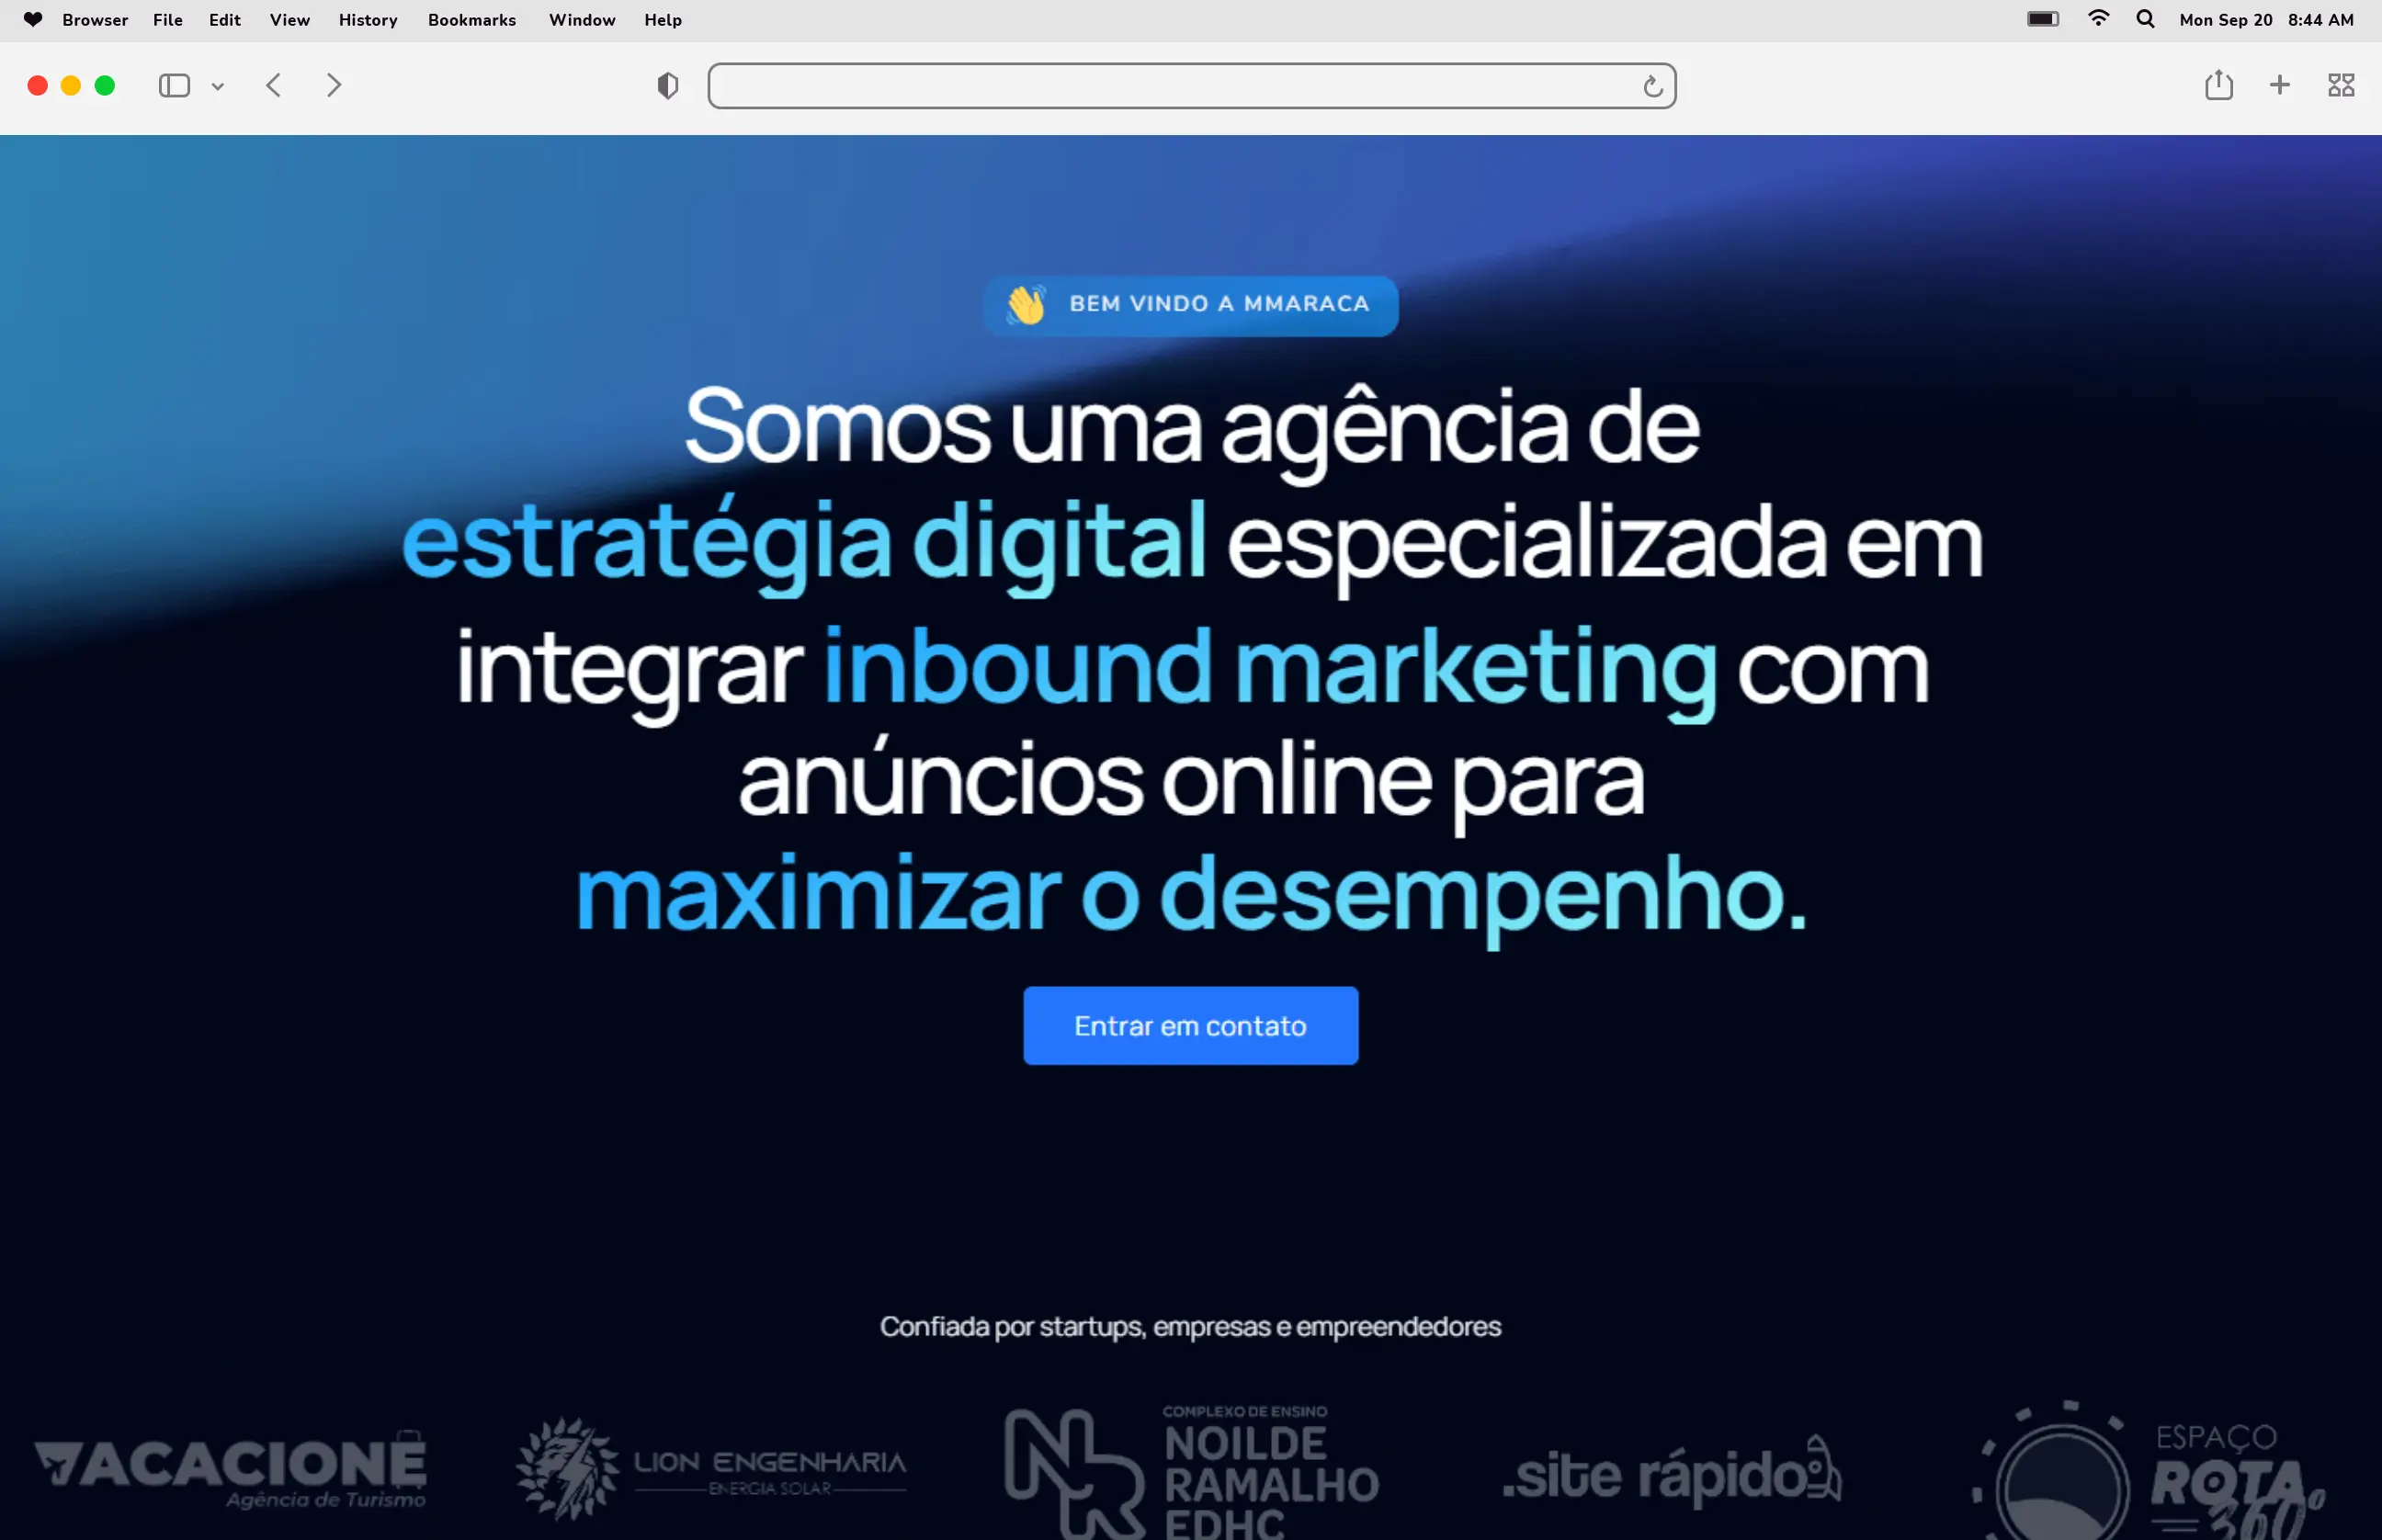 Browser File Edit View History Bookmarks Window Help Mon Sep 20 8:44 AM
BEM VINDO A MMARACA
Somos uma agência de
estratégia digital especializada em
integrar inbound marketing com
anúncios online para
maximizar o desempenho.
Entrar em contato
Confiada por startups, empresas e empreendedores
VACACIONE
Agência de Turismo
LION ENGENHARIA
ENERGIA SOLAR
COMPLEXO DE ENSINO
NOILDE
RAMALHO
EDHC
.site rápido
ESPAÇO
ROTA
360º